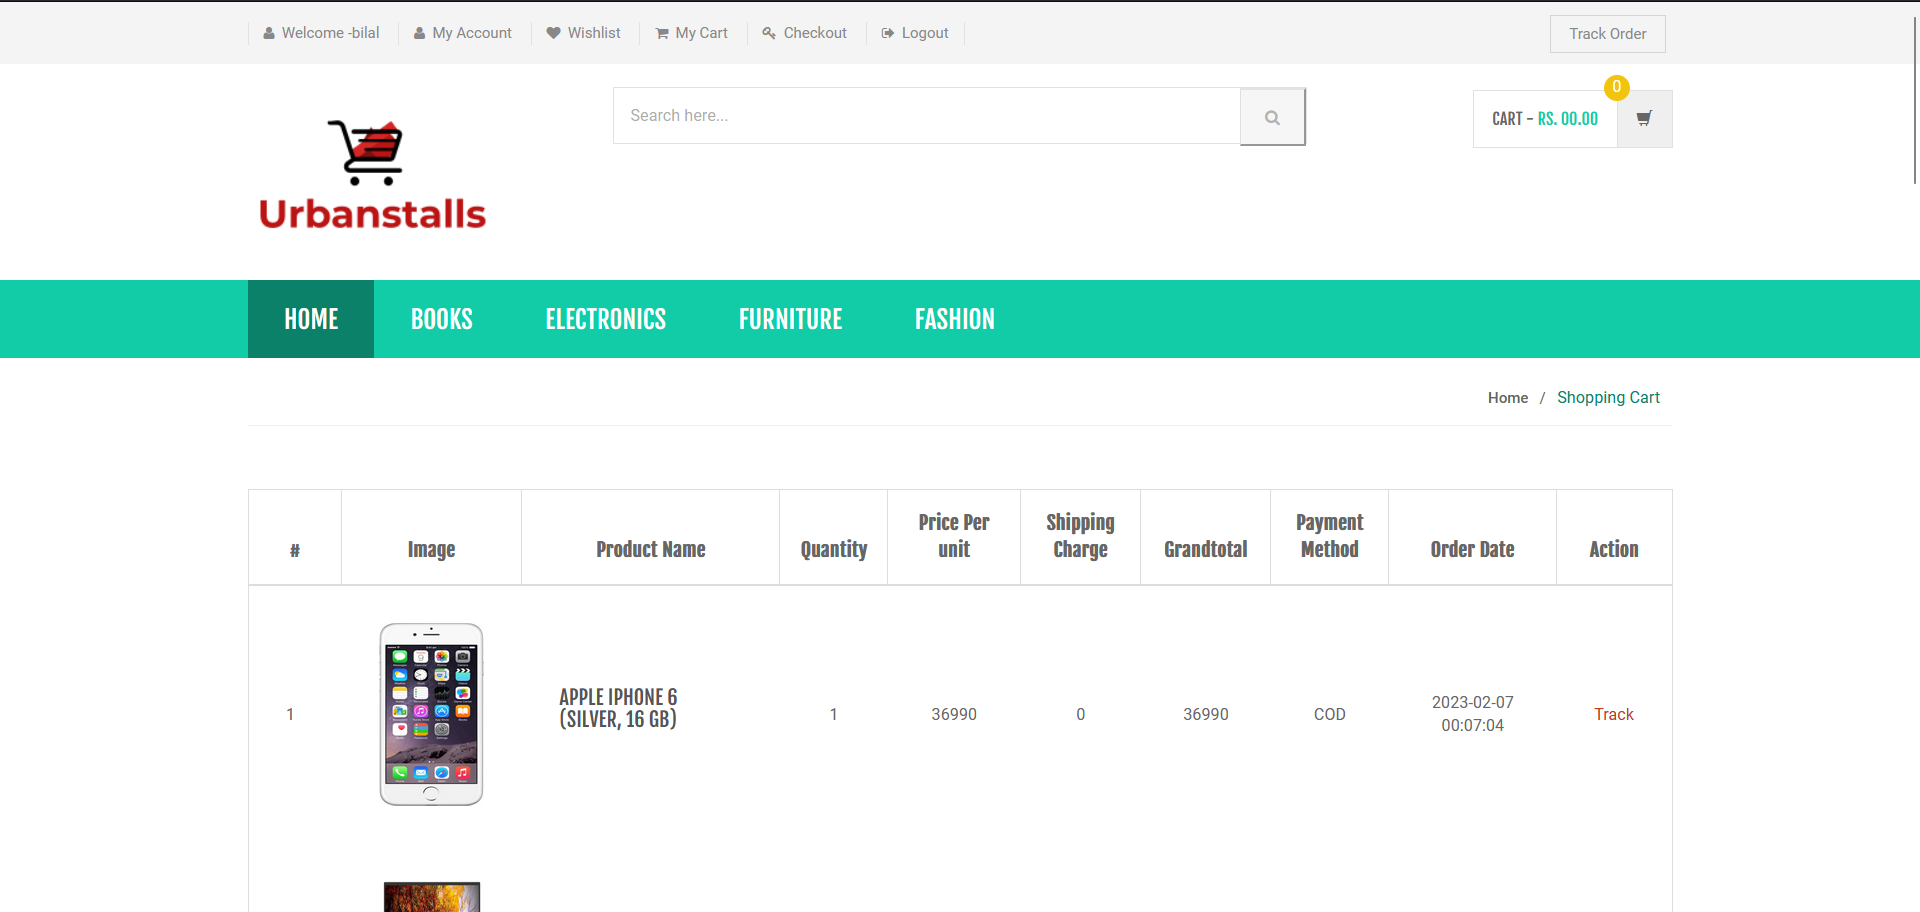 Welcome -bilal
My Account
Wishlist
My Cart
Checkout
Logout
Track Order
Search here...
0
CART - RS. 00.00
Urbanstalls
HOME
BOOKS
ELECTRONICS
FURNITURE
FASHION
Home / Shopping Cart
#
Image
Product Name
Quantity
Price Per
unit
Shipping
Charge
Grandtotal
Payment
Method
Order Date
Action
1
APPLE IPHONE 6
(SILVER, 16 GB)
1
36990
0
36990
COD
2023-02-07
00:07:04
Track